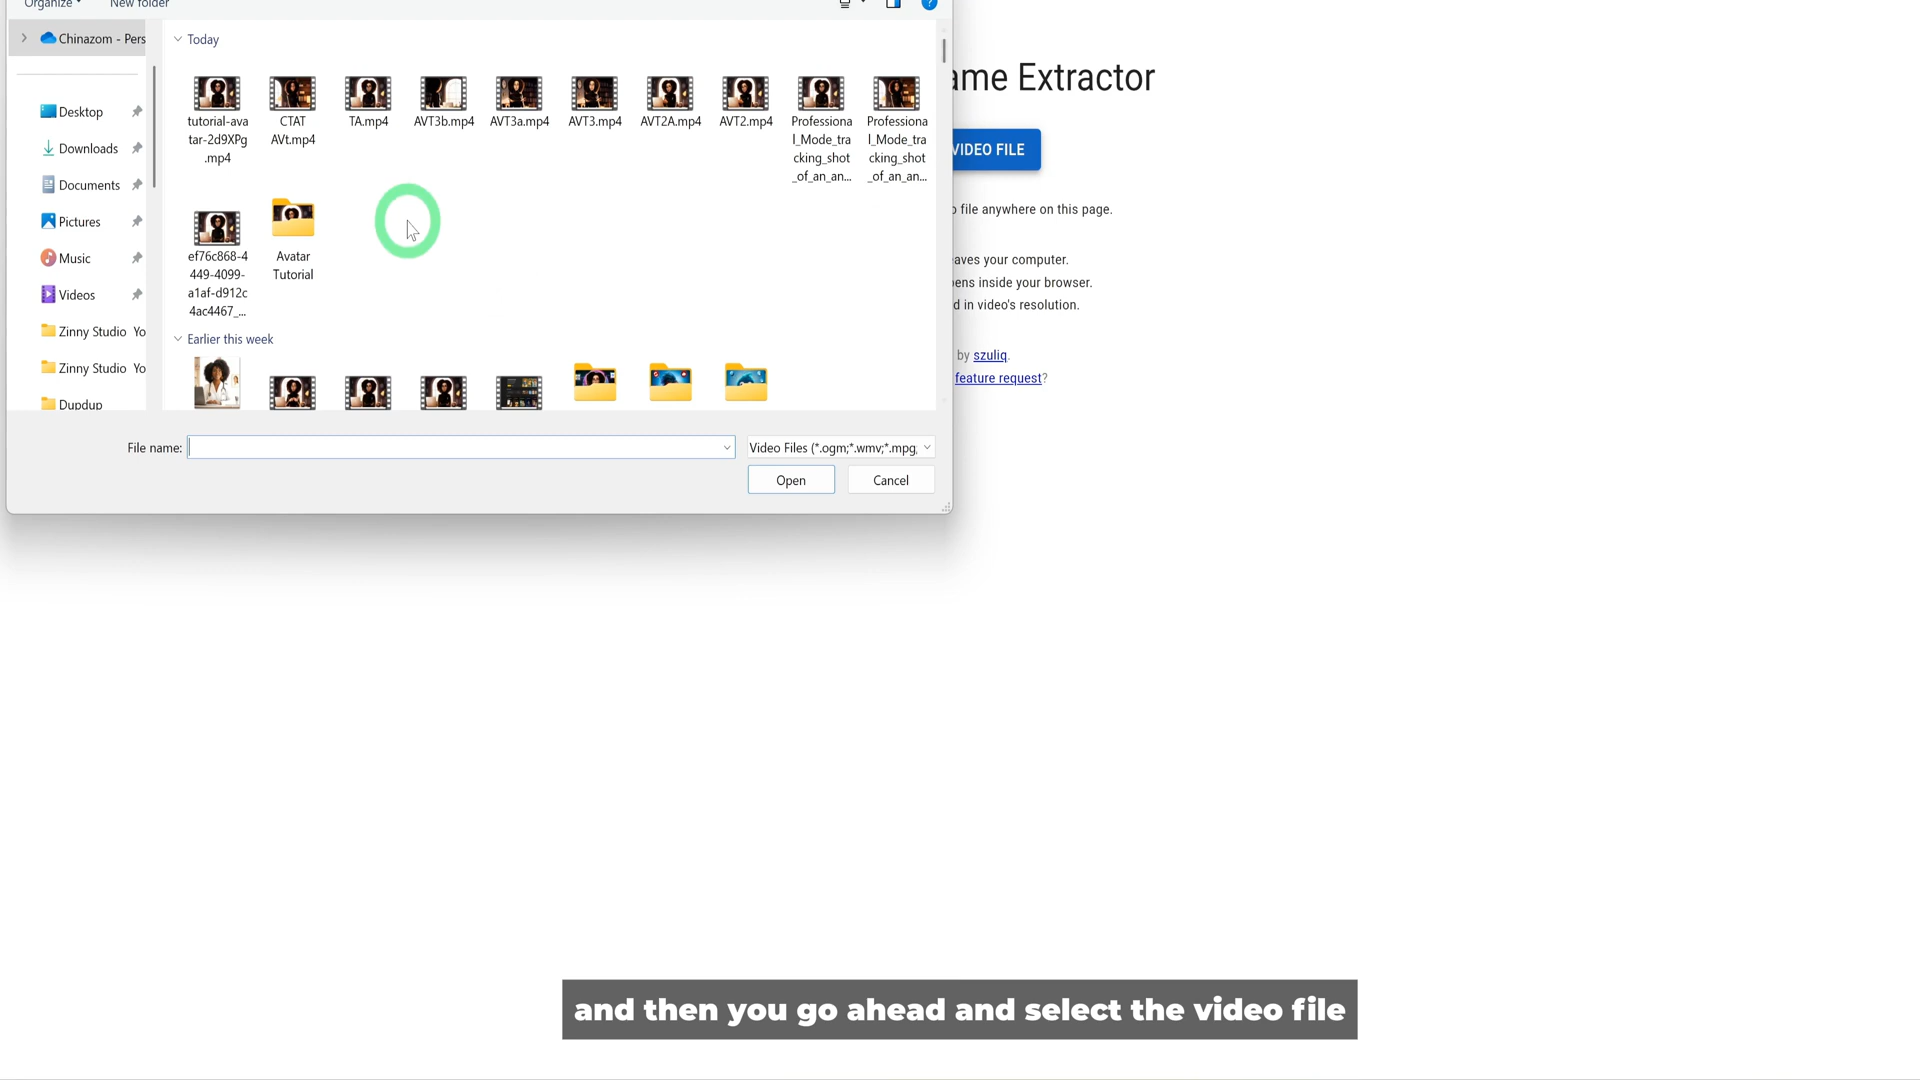 Organize
New folder
Chinazom - Pers
Desktop
Downloads
Documents
Pictures
Music
Videos
Zinny Studio Yo
Zinny Studio Yo
Dupdup
Today
tutorial-ava
tar-2d9XPg
.mp4
CTAT
AVt.mp4
TA.mp4
AVT3b.mp4
AVT3a.mp4
AVT3.mp4
AVT2A.mp4
AVT2.mp4
Professiona
l_Mode_tra
cking_shot
_of_an_an...
Professiona
l_Mode_tra
cking_shot
_of_an_an...
ef76c868-4
449-4099-
a1af-d912c
4ac4467_...
Avatar
Tutorial
Earlier this week
File name:
Video Files (*.ogm;*.wmv;*.mpg;
Open
Cancel
ame Extractor
VIDEO FILE
o file anywhere on this page.
eaves your computer.
pens inside your browser.
d in video's resolution.
by szuliq.
feature request?
and then you go ahead and select the video file